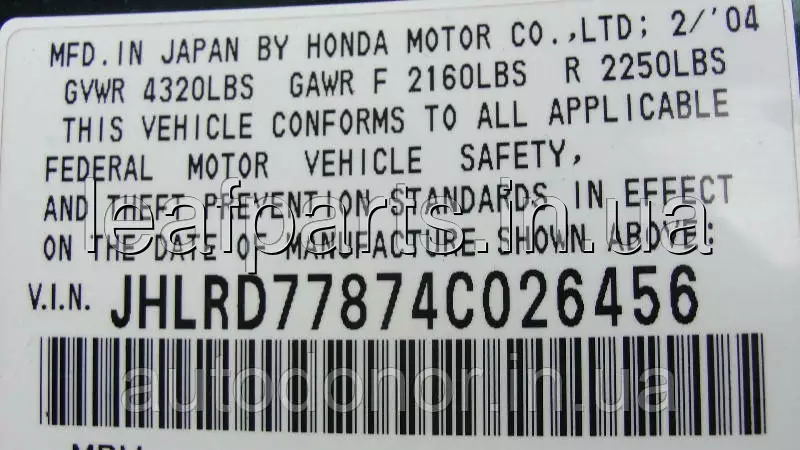 MFD.IN JAPAN BY HONDA MOTOR CO.,LTD; 2/'04
GVWR 4320LBS GAWR F 2160LBS R 2250LBS
THIS VEHICLE CONFORMS TO ALL APPLICABLE
FEDERAL MOTOR VEHICLE SAFETY,
AND THEFT PREVENTION STANDARDS IN EFFECT
leafparts.in.ua
ON THE DATE OF MANUFACTURE SHOWN ABOVE:
V.I.N. JHLRD77874C026456
autodonor.in.ua